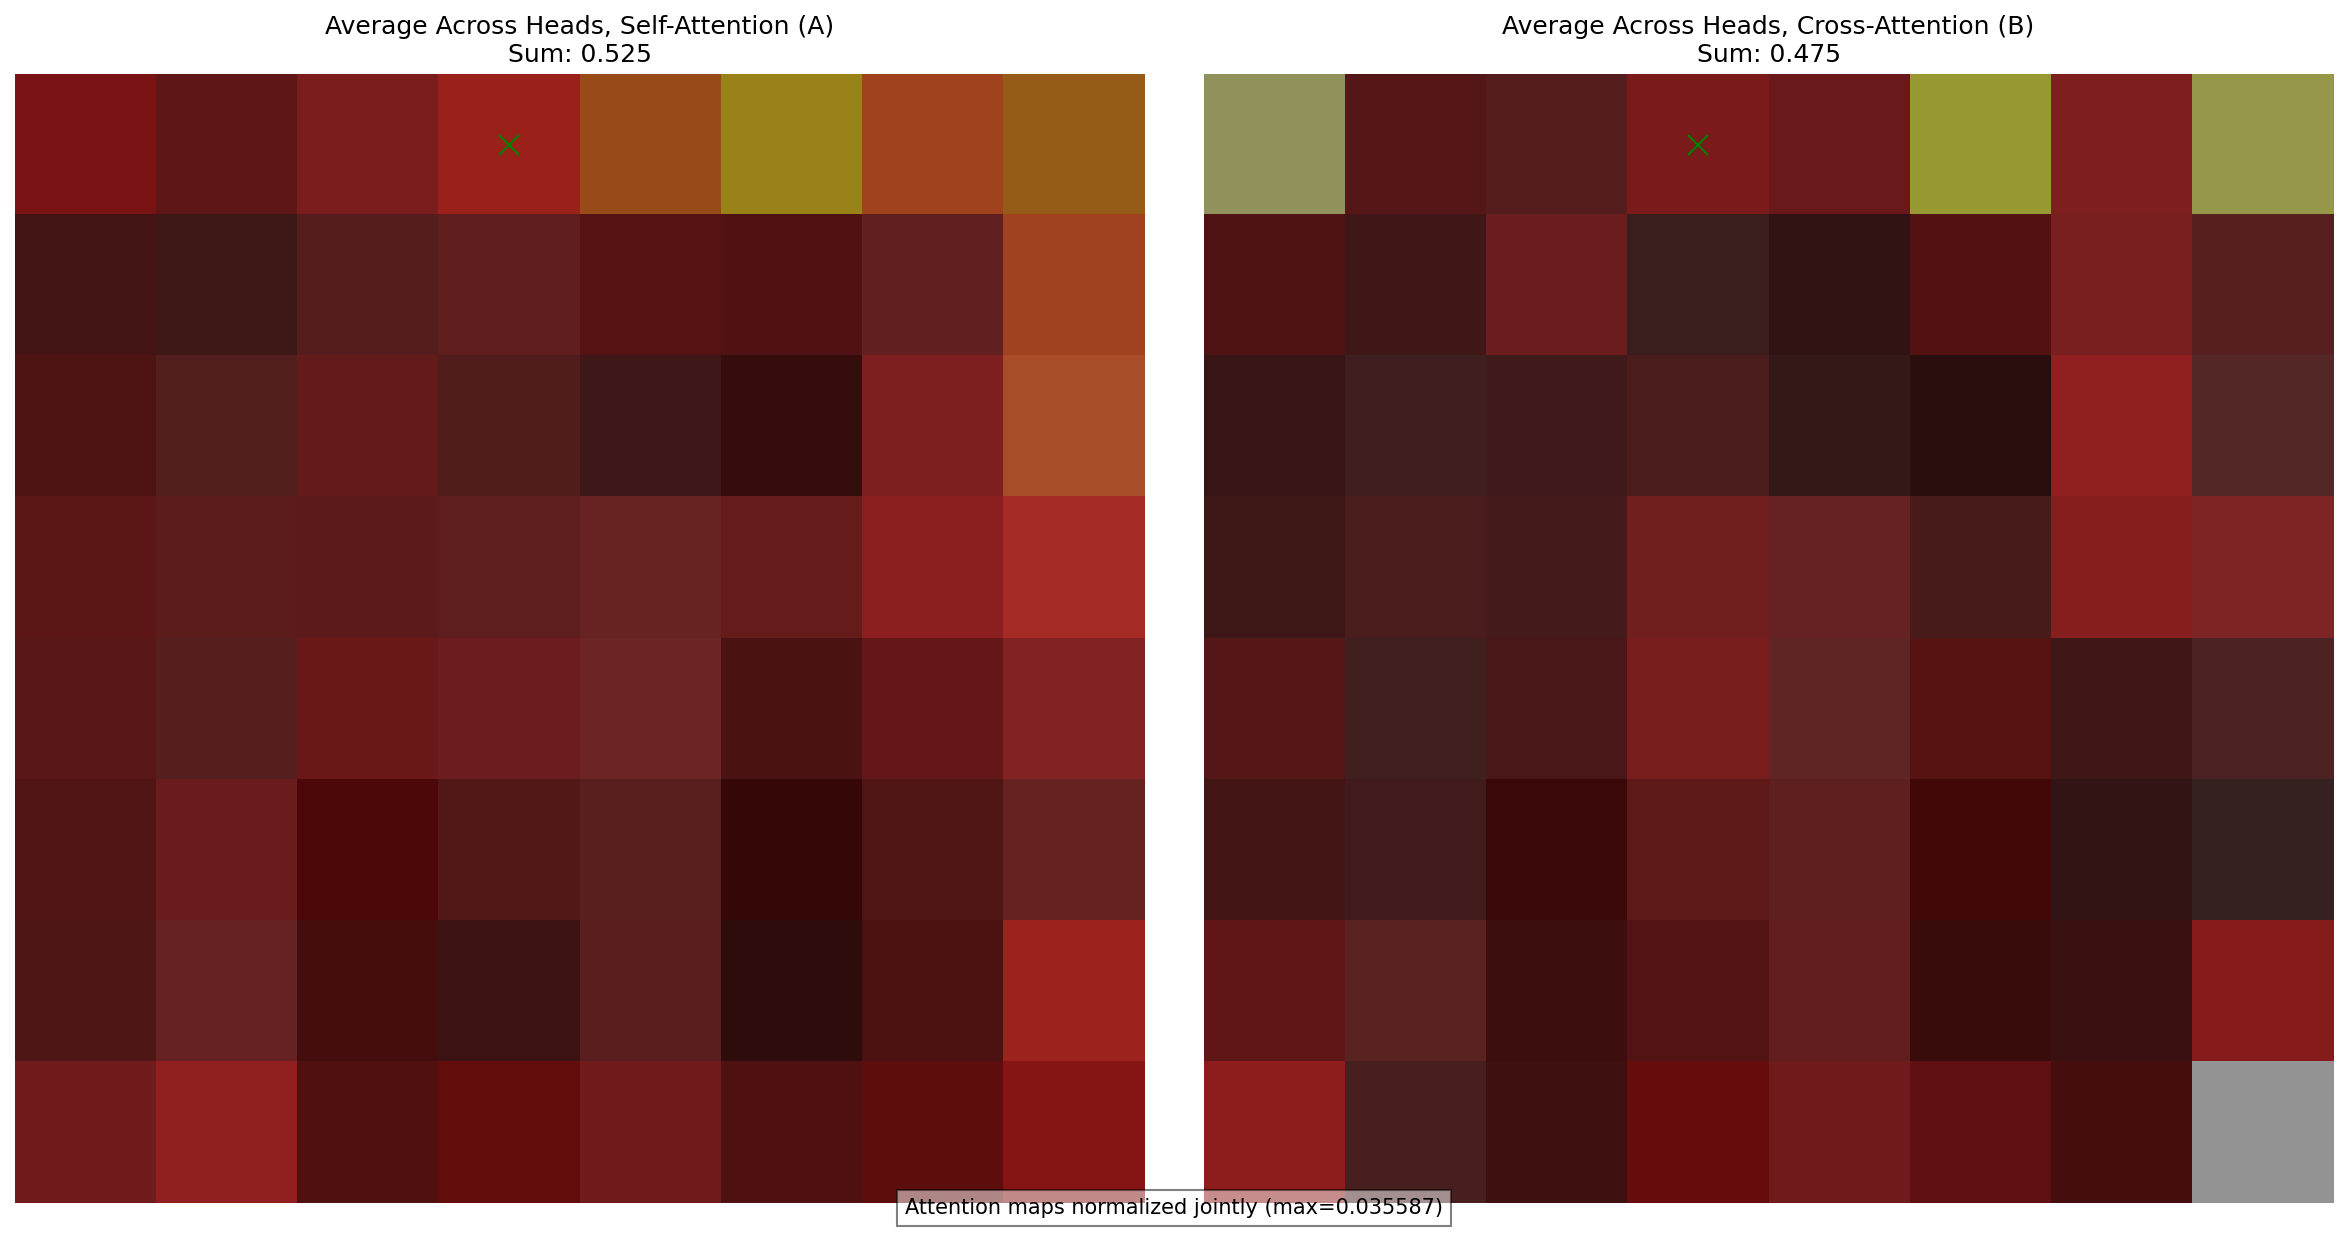 Average Across Heads, Self-Attention (A)
Sum: 0.525
Average Across Heads, Cross-Attention (B)
Sum: 0.475
Attention maps normalized jointly (max=0.035587)